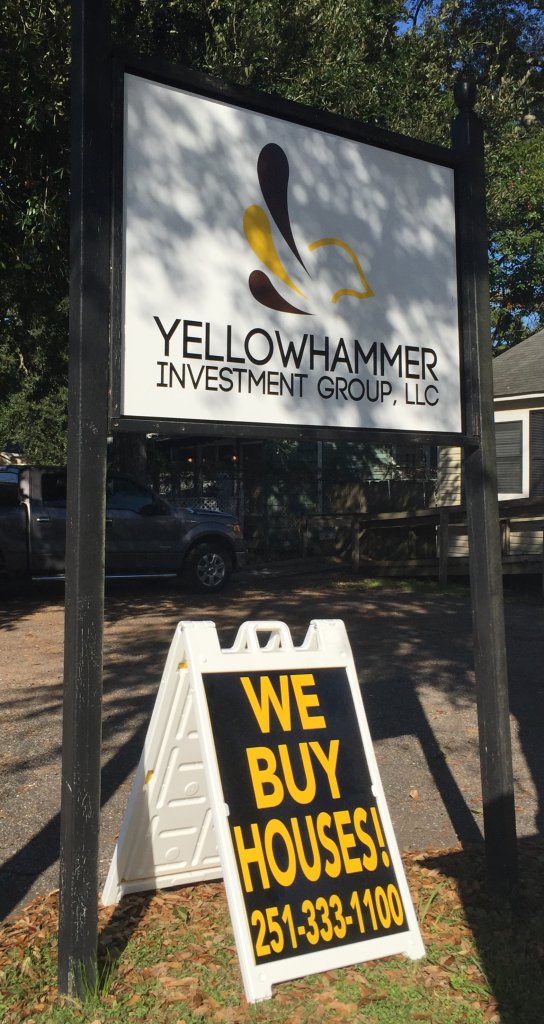 YELLOWHAMMER
INVESTMENT GROUP, LLC
WE
BUY
HOUSES!
251-333-1100